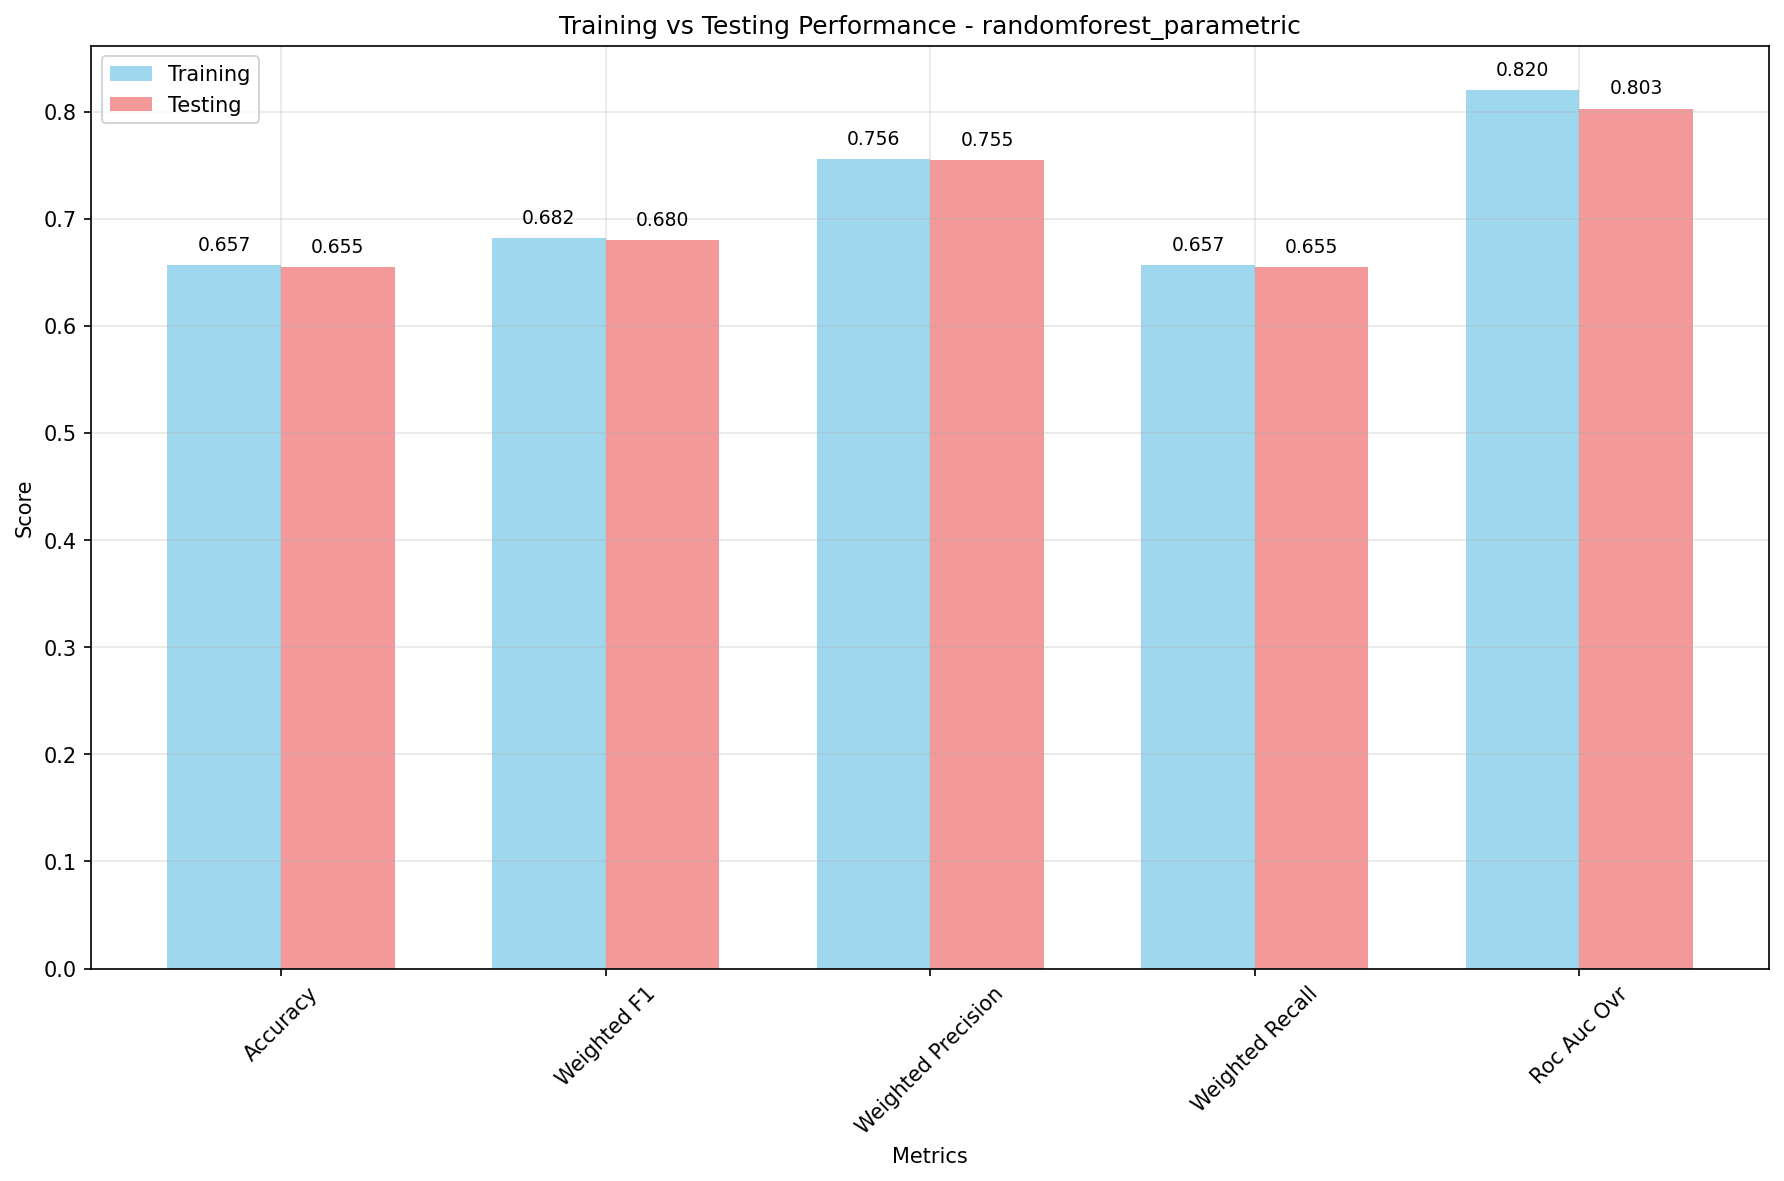 Training vs Testing Performance - randomforest_parametric
Training
Testing
0.820
0.803
0.756
0.755
0.682
0.680
0.657
0.655
0.657
0.655
0.8
0.7
0.6
0.5
0.4
0.3
0.2
0.1
0.0
Score
Accuracy
Weighted F1
Weighted Precision
Weighted Recall
Roc Auc Ovr
Metrics